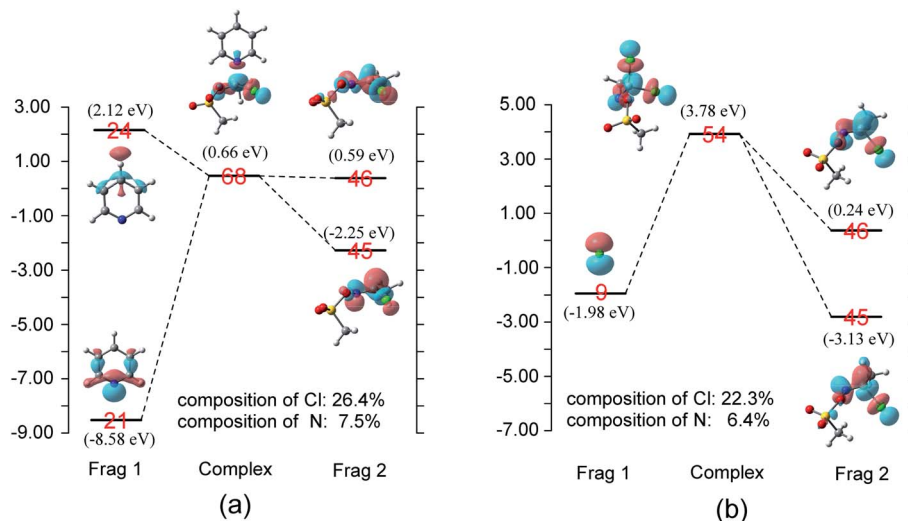 3.00
1.00
-1.00
-3.00
-5.00
-7.00
-9.00
(2.12 eV)
24
(0.66 eV)
68
(0.59 eV)
46
(-2.25 eV)
45
21
(-8.58 eV)
composition of Cl: 26.4%
composition of N: 7.5%
Frag 1 Complex Frag 2
(a)
5.00
3.00
1.00
-1.00
-3.00
-5.00
-7.00
(3.78 eV)
54
(0.24 eV)
46
9
(-1.98 eV)
45
(-3.13 eV)
composition of Cl: 22.3%
composition of N: 6.4%
Frag 1 Complex Frag 2
(b)